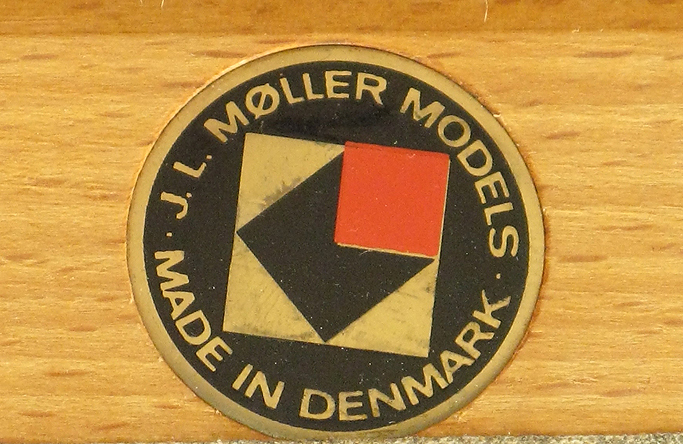 J. L. MØLLER MODELS
· MADE IN DENMARK ·